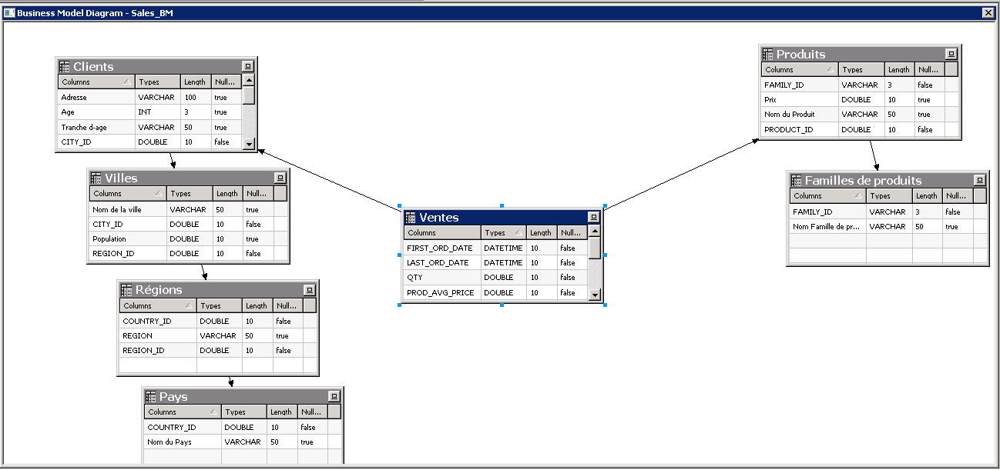 Business Model Diagram - Sales_BM
Clients
Columns Types Length Null...
Adresse VARCHAR 100 true
Age INT 3 true
Tranche d-age VARCHAR 50 true
CITY_ID DOUBLE 10 false
Villes
Columns Types Length Null...
Nom de la ville VARCHAR 50 true
CITY_ID DOUBLE 10 false
Population DOUBLE 10 true
REGION_ID DOUBLE 10 false
Régions
Columns Types Length Null...
COUNTRY_ID DOUBLE 10 false
REGION VARCHAR 50 true
REGION_ID DOUBLE 10 false
Pays
Columns Types Length Null...
COUNTRY_ID DOUBLE 10 false
Nom du Pays VARCHAR 50 true
Ventes
Columns Types Length Null...
FIRST_ORD_DATE DATETIME 10 false
LAST_ORD_DATE DATETIME 10 false
QTY DOUBLE 10 false
PROD_AVG_PRICE DOUBLE 10 false
Produits
Columns Types Length Null...
FAMILY_ID VARCHAR 3 false
Prix DOUBLE 10 true
Nom du Produit VARCHAR 50 true
PRODUCT_ID DOUBLE 10 false
Familles de produits
Columns Types Length Null...
FAMILY_ID VARCHAR 3 false
Nom Famille de pr... VARCHAR 50 true